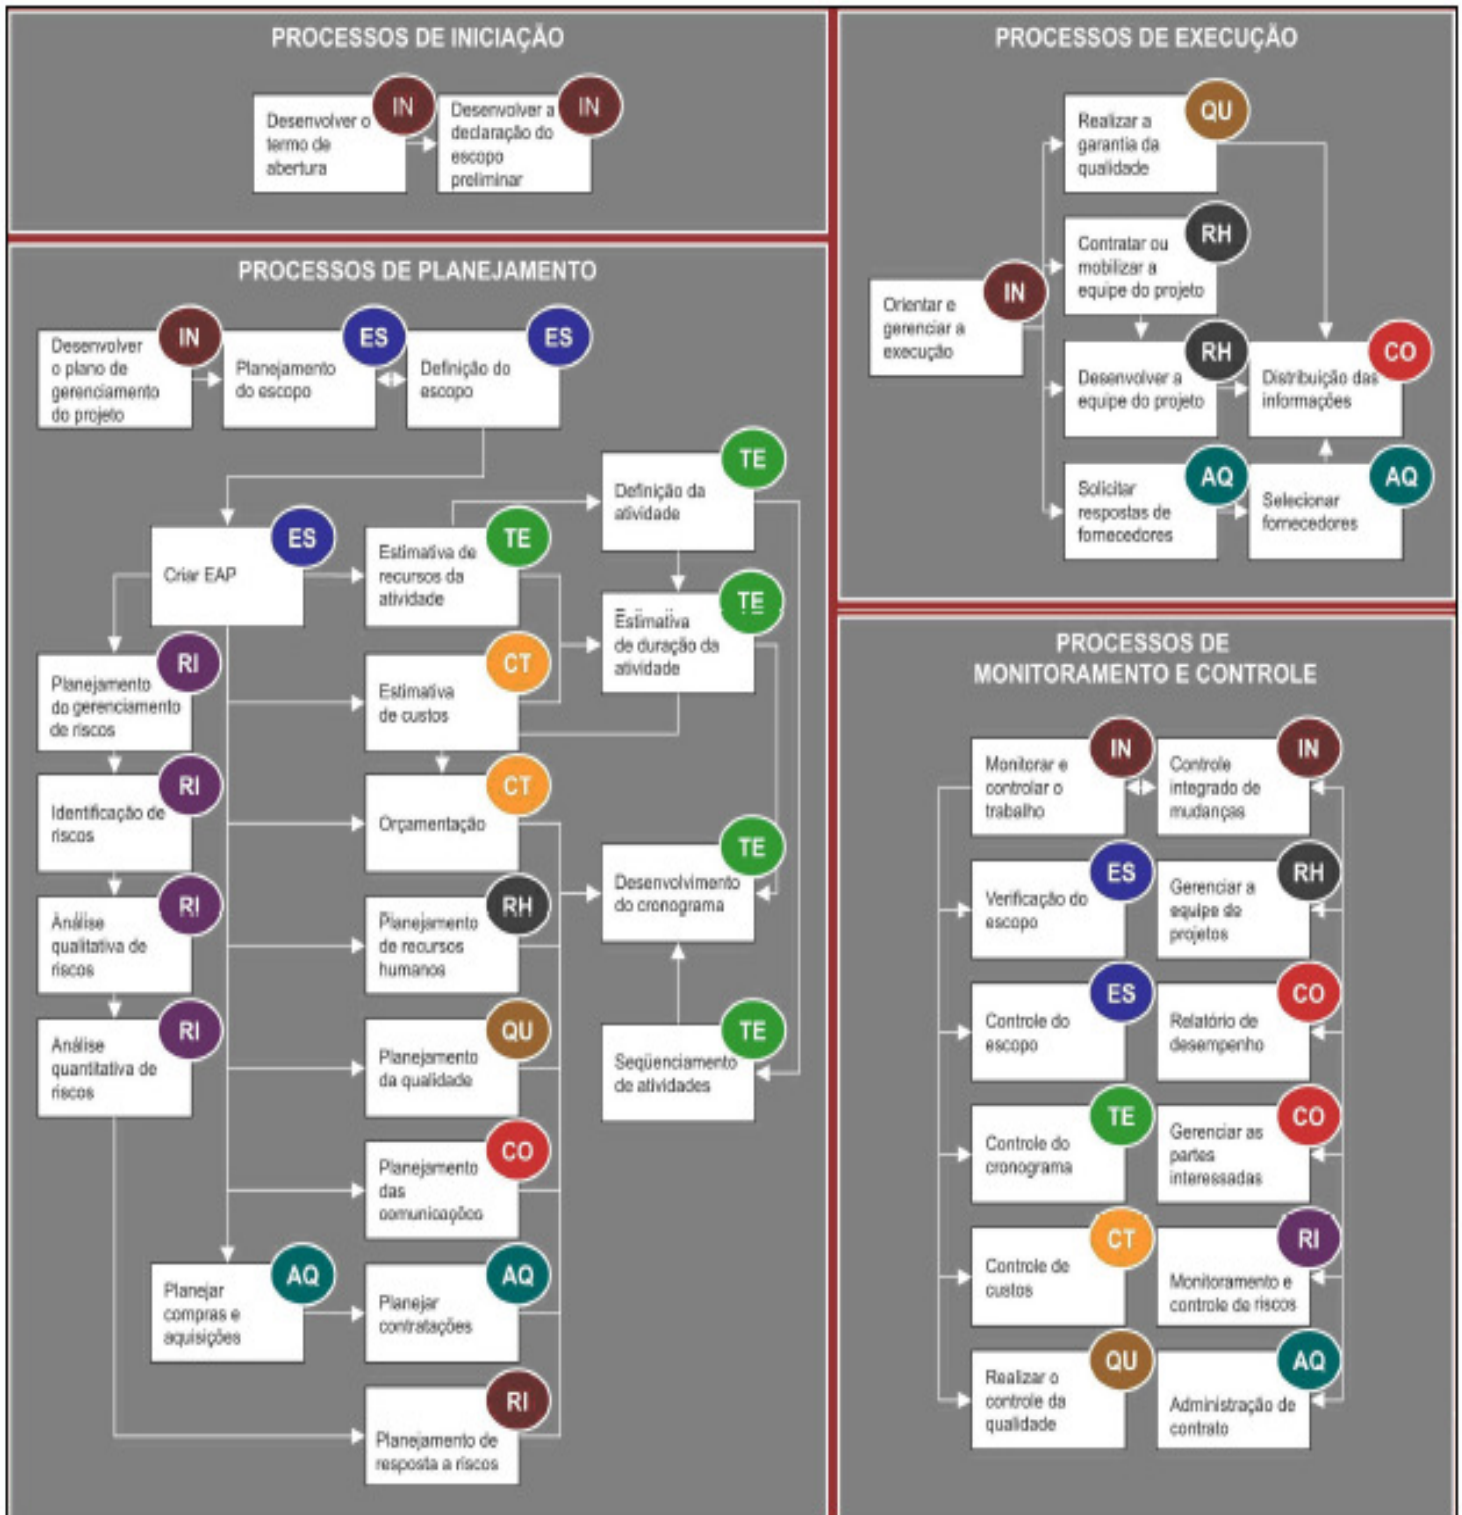 PROCESSOS DE INICIAÇÃO
IN
Desenvolver o
termo de
abertura
IN
Desenvolver a
declaração do
escopo
preliminar
PROCESSOS DE PLANEJAMENTO
IN
Desenvolver
o plano de
gerenciamento
do projeto
ES
Planejamento
do escopo
ES
Definição do
escopo
TE
Definição da
atividade
ES
Criar EAP
TE
Estimativa de
recursos da
atividade
TE
Estimativa
de duração da
atividade
RI
Planejamento
do gerenciamento
de riscos
CT
Estimativa
de custos
RI
Identificação de
riscos
CT
Orçamentação
TE
Desenvolvimento
do cronograma
RI
Análise
qualitativa de
riscos
RH
Planejamento
de recursos
humanos
RI
Análise
quantitativa de
riscos
QU
Planejamento
da qualidade
TE
Seqüenciamento
de atividades
CO
Planejamento
das
comunicações
AQ
Planejar
compras e
aquisições
AQ
Planejar
contratações
RI
Planejamento de
resposta a riscos
PROCESSOS DE EXECUÇÃO
QU
Realizar a
garantia da
qualidade
RH
Contratar ou
mobilizar a
equipe do projeto
IN
Orientar e
gerenciar a
execução
RH
Desenvolver a
equipe do projeto
CO
Distribuição das
informações
AQ
Solicitar
respostas de
fornecedores
AQ
Selecionar
fornecedores
PROCESSOS DE
MONITORAMENTO E CONTROLE
IN
Monitorar e
controlar o
trabalho
IN
Controle
integrado de
mudanças
ES
Verificação do
escopo
RH
Gerenciar a
equipe de
projetos
ES
Controle do
escopo
CO
Relatório de
desempenho
TE
Controle do
cronograma
CO
Gerenciar as
partes
interessadas
CT
Controle de
custos
RI
Monitoramento e
controle de riscos
QU
Realizar o
controle da
qualidade
AQ
Administração de
contrato